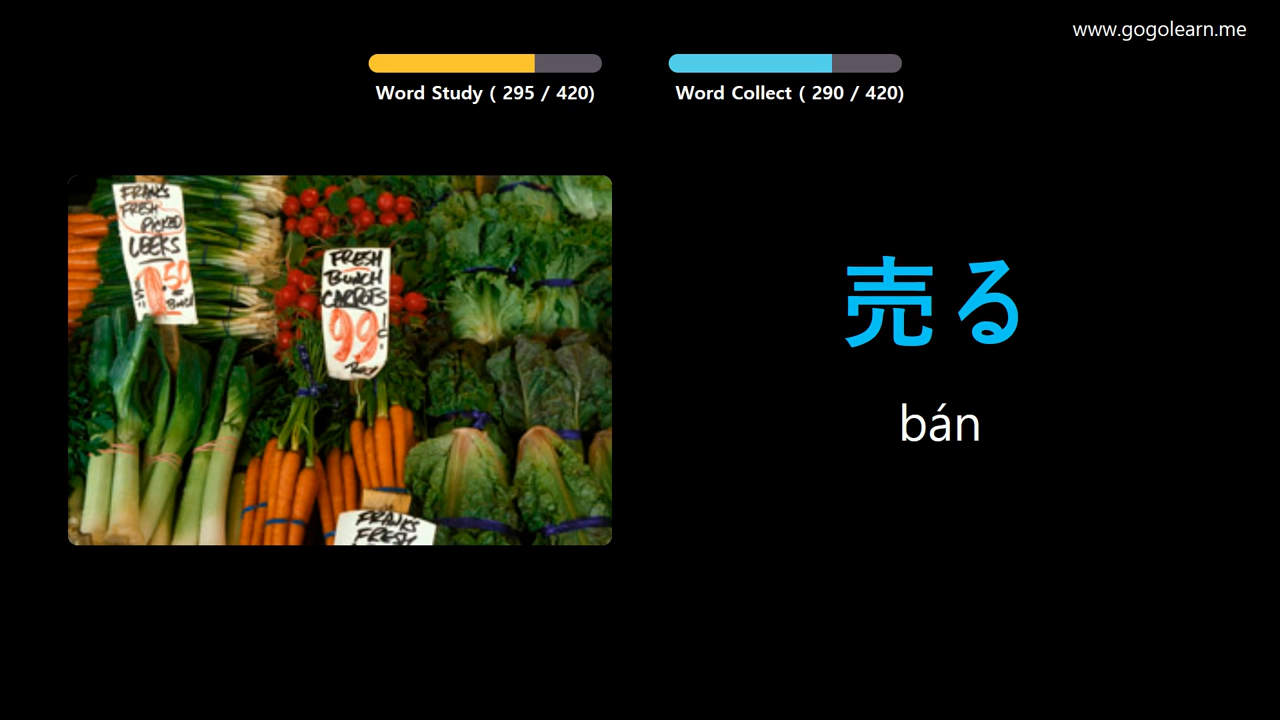 www.gogolearn.me
Word Study ( 295 / 420)
Word Collect ( 290 / 420)
FRANK'S
FRESH
PICKED
LEEKS
FRESH
BUNCH
CARROTS
99
FRANK'S
FRESH
売る
bán